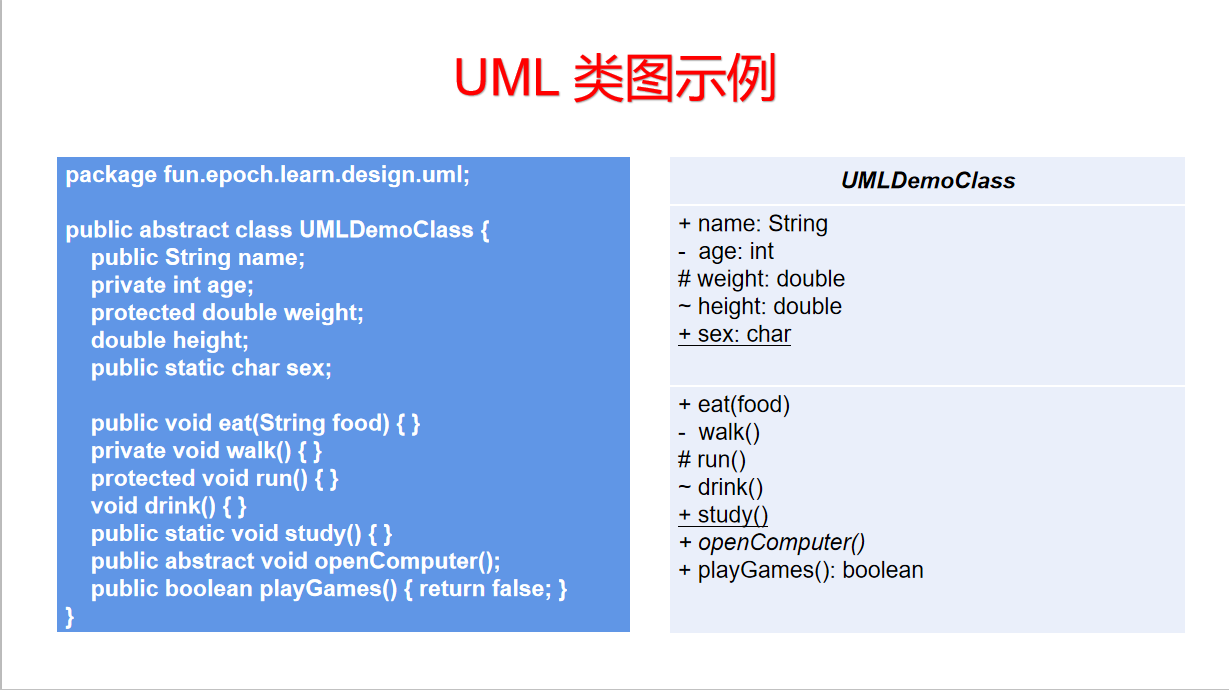 UML 类图示例
package fun.epoch.learn.design.uml;
public abstract class UMLDemoClass {
public String name;
private int age;
protected double weight;
double height;
public static char sex;
public void eat(String food) { }
private void walk() { }
protected void run() { }
void drink() { }
public static void study() { }
public abstract void openComputer();
public boolean playGames() { return false; }
}
UMLDemoClass
+ name: String
- age: int
# weight: double
~ height: double
+ sex: char
+ eat(food)
- walk()
# run()
~ drink()
+ study()
+ openComputer()
+ playGames(): boolean